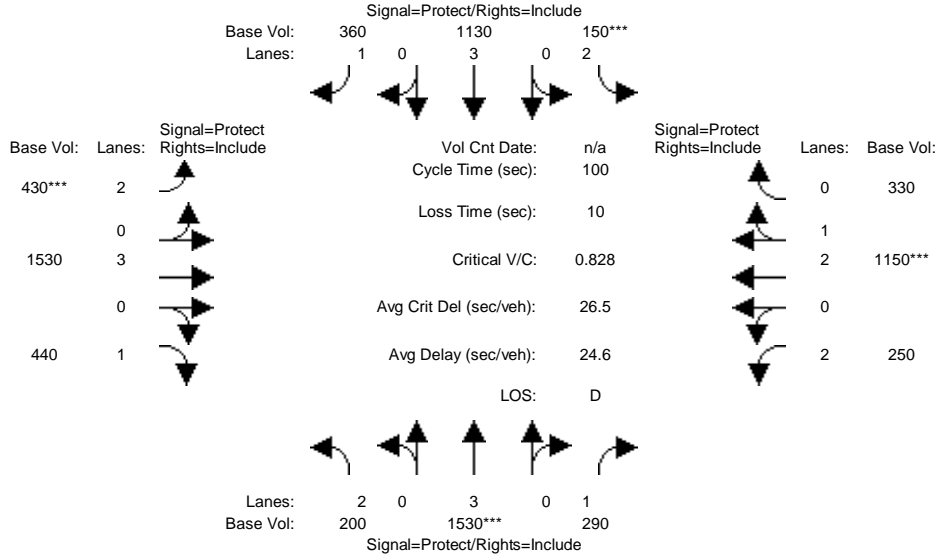 Signal=Protect/Rights=Include
Base Vol: 360 1130 150***
Lanes: 1 0 3 0 2
Signal=Protect Signal=Protect
Base Vol: Lanes: Rights=Include Vol Cnt Date: n/a Rights=Include Lanes: Base Vol:
Cycle Time (sec): 100
430*** 2 0 330
Loss Time (sec): 10
0 1
1530 3 Critical V/C: 0.828 2 1150***
0 Avg Crit Del (sec/veh): 26.5 0
440 1 Avg Delay (sec/veh): 24.6 2 250
LOS: D
Lanes: 2 0 3 0 1
Base Vol: 200 1530*** 290
Signal=Protect/Rights=Include